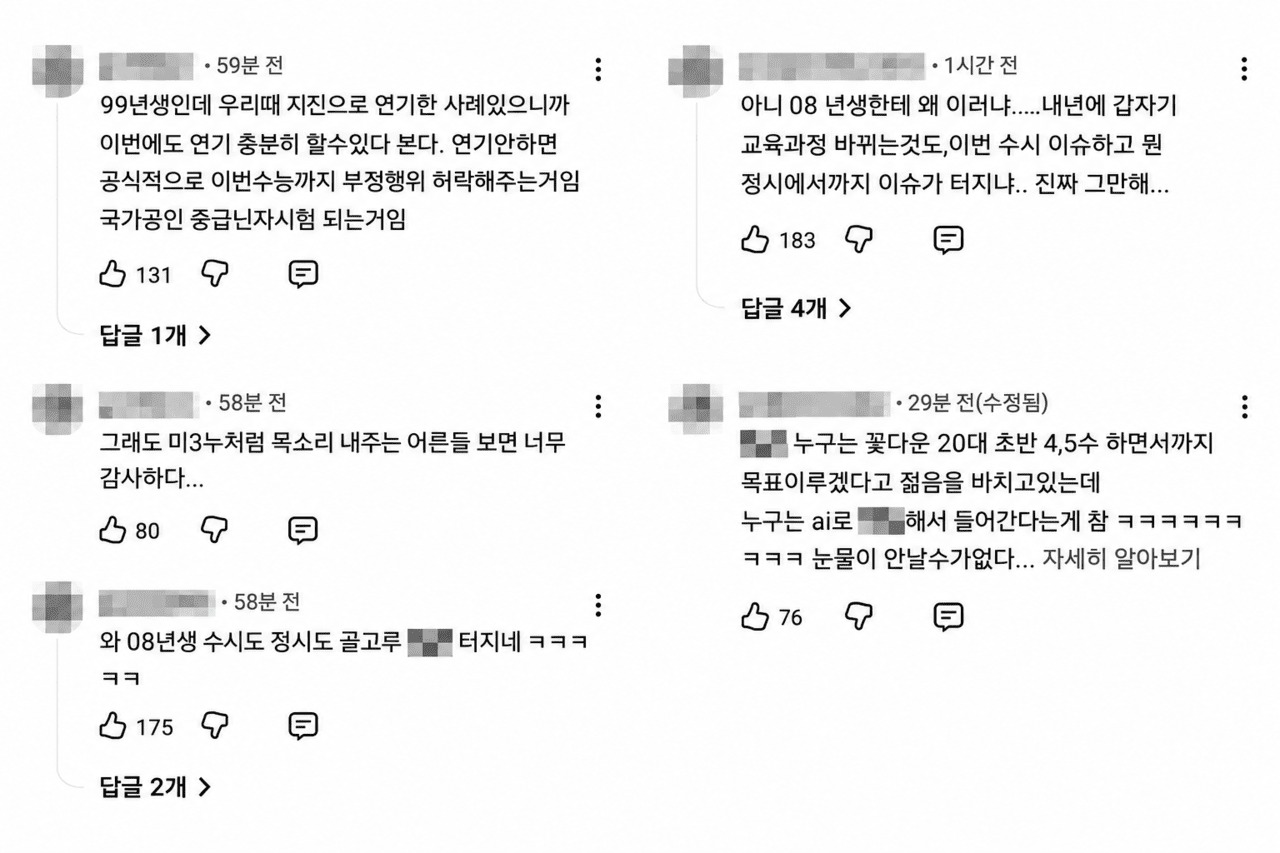 • 59분 전
99년생인데 우리때 지진으로 연기한 사례있으니까
이번에도 연기 충분히 할수있다 본다. 연기안하면
공식적으로 이번수능까지 부정행위 허락해주는거임
국가공인 중급닌자시험 되는거임
131
답글 1개
• 58분 전
그래도 미3누처럼 목소리 내주는 어른들 보면 너무
감사하다...
80
• 58분 전
와 08년생 수시도 정시도 골고루 터지네 ㅋㅋㅋ
ㅋㅋ
175
답글 2개
• 1시간 전
아니 08 년생한테 왜 이러냐.....내년에 갑자기
교육과정 바뀌는것도,이번 수시 이슈하고 뭔
정시에서까지 이슈가 터지냐.. 진짜 그만해...
183
답글 4개
• 29분 전(수정됨)
누구는 꽃다운 20대 초반 4,5수 하면서까지
목표이루겠다고 젊음을 바치고있는데
누구는 ai로 해서 들어간다는게 참 ㅋㅋㅋㅋㅋㅋ
ㅋㅋㅋ 눈물이 안날수가없다... 자세히 알아보기
76